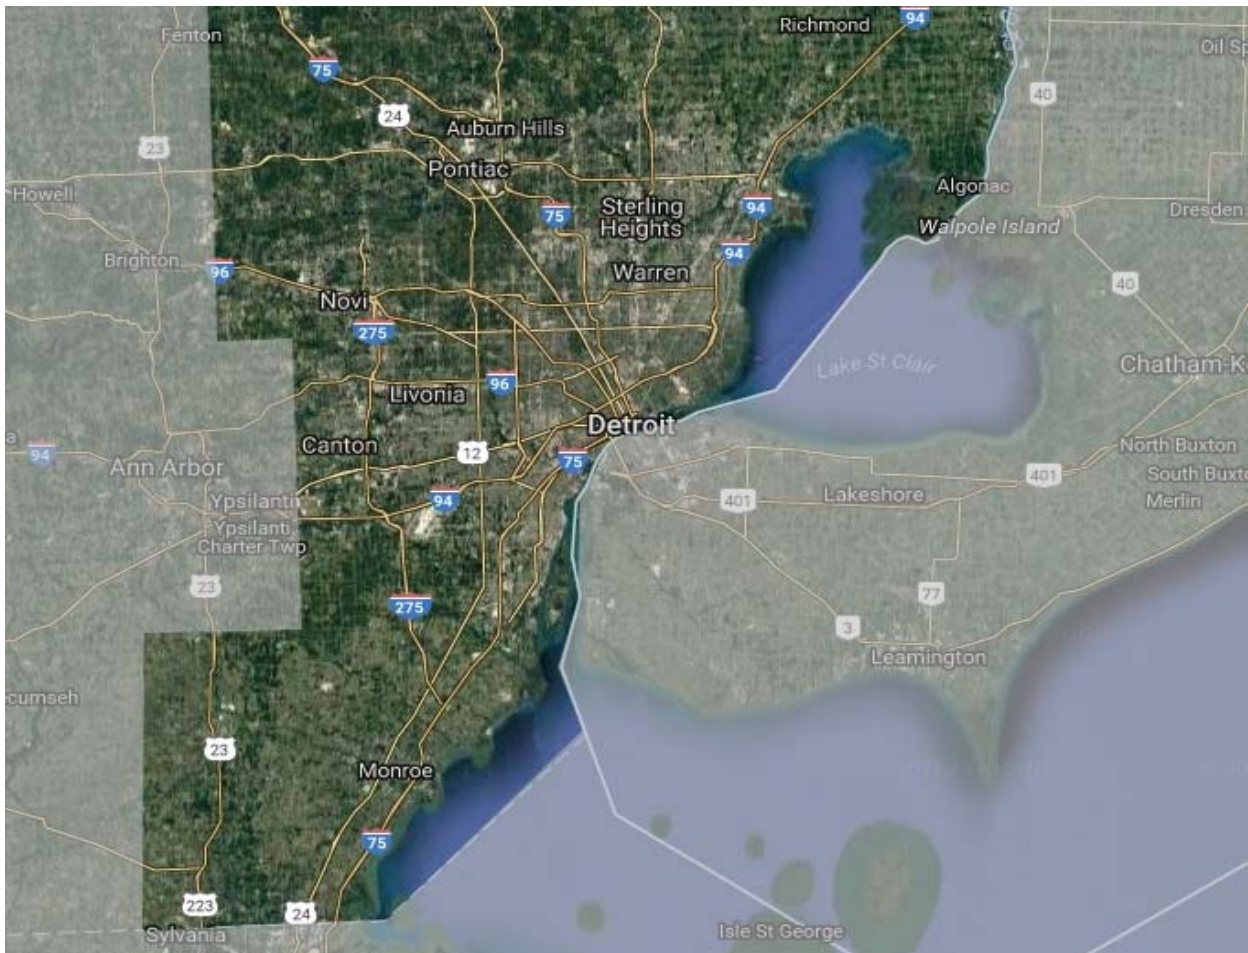 Richmond
94
Fenton
Oil Sp
75
40
24
Auburn Hills
23
Pontiac
Howell
Algonac
75
Sterling
Heights
94
Dresden
Walpole Island
94
Brighton
96
Warren
40
Novi
275
Lake St Clair
Chatham-K
96
Livonia
Detroit
Canton
12
North Buxton
94
Ann Arbor
75
401
South Buxto
Ypsilanti
94
401
Lakeshore
Merlin
Ypsilanti
Charter Twp
23
275
77
3
Leamington
ecumseh
23
Monroe
75
223
24
Sylvania
Isle St George